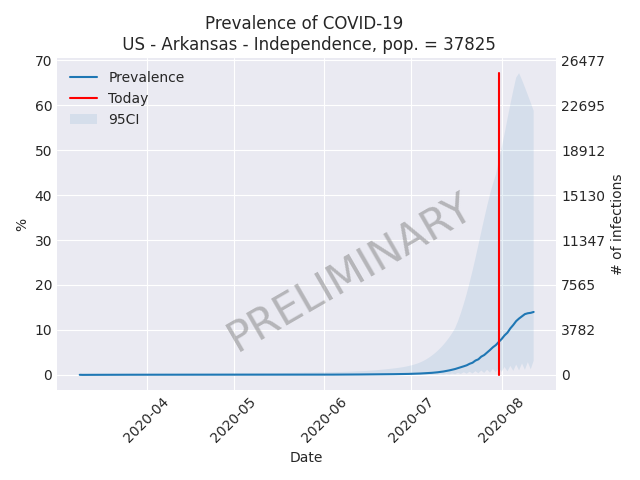 Prevalence of COVID-19
US - Arkansas - Independence, pop. = 37825
Prevalence
Today
95CI
70
60
50
40
30
20
10
0
%
26477
22695
18912
15130
11347
7565
3782
0
# of infections
PRELIMINARY
2020-04
2020-05
2020-06
2020-07
2020-08
Date